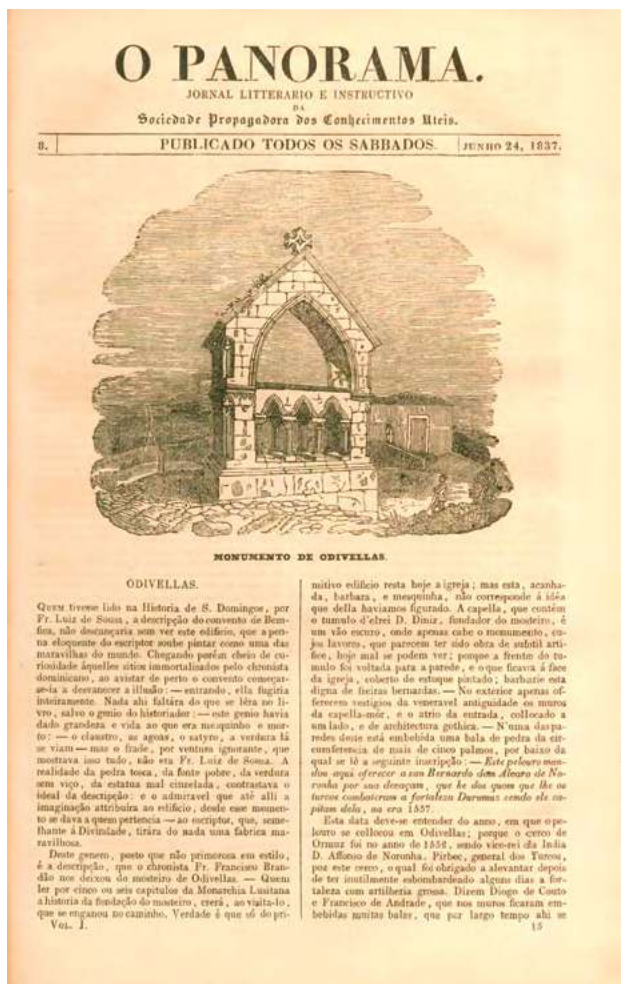 O PANORAMA.
JORNAL LITTERARIO E INSTRUCTIVO
DA
Sociedade Propagadora dos Conhecimentos Uteis.
8.
PUBLICADO TODOS OS SABBADOS.
JUNHO 24, 1837.
MONUMENTO DE ODIVELLAS.
ODIVELLAS.
QUEM tivesse lido na Historia de S. Domingos, por
Fr. Luiz de Sousa, a descripção do convento de Bem-
fica, não descançaria sem ver este edificio, que a pen-
na eloquente do escriptor soube pintar como uma das
maravilhas do mundo. Chegando porém cheio de cu-
riosidade áquelles sitios immortalisados pelo chronista
dominicano, ao avistar de perto o convento começar-
se-ia a desvanecer a illusão: — entrando, ella fugiria
inteiramente. Nada ahi faltára do que se lêra no li-
vro, salvo o genio do historiador: — este genio havia
dado grandeza e vida ao que era mesquinho e mor-
to: — o claustro, as agoas, o satyro, a verdura lá
se viam — mas o frade, por ventura ignorante, que
mostrava isso tudo, não era Fr. Luiz de Sousa. A
realidade da pedra tosca, da fonte pobre, da verdura
sem viço, da estatua mal cinzelada, contrastava o
ideal da descripção: e o admiravel que até alli a
imaginação attribuira ao edificio, desde esse momen-
to se dava a quem pertencia — ao escriptor, que, seme-
lhante á Divindade, tirára do nada uma fabrica ma-
ravilhosa.
Deste genero, posto que não primorosa em estilo,
é a descripção, que o chronista Fr. Francisco Bran-
dão nos deixou do mosteiro de Odivellas. — Quem
ler por cinco ou seis capitulos da Monarchia Lusitana
a historia da fundação do mosteiro, crerá, ao visita-lo,
que se enganou no caminho. Verdade é que só do pri-
VOL. I.
mitivo edificio resta hoje a igreja; mas esta, acanha-
da, barbara, e mesquinha, não corresponde á idéa
que della haviamos figurado. A capella, que contém
o tumulo d'elrei D. Diniz, fundador do mosteiro, é
um vão escuro, onde apenas cabe o monumento, cu-
jos lavores, que parecem ter sido obra de subtil arti-
fice, hoje mal se podem ver; porque a frente do tu-
mulo foi voltada para a parede, e o que ficava á face
da igreja, coberto de estuque pintado; barbarie esta
digna de freiras bernardas. — No exterior apenas of-
ferecem vestigios da veneravel antiguidade os muros
da capella-mór, e o atrio da entrada, collocado a
um lado, e de architectura gothica. — N'uma das pa-
redes deste está embebida uma bala de pedra da cir-
cumferencia de mais de cinco palmos, por baixo da
qual se lê a seguinte inscripção: — Este pelouro man-
dou aqui oferecer a san Bernardo dom Alvaro de No-
ronha por sua devaçam, que he dos quem que lhe os
turcos combateram a fortaleza Durumuz sendo ele ca-
pitam dela, na era 1557.
Esta data deve-se entender do anno, em que o pe-
louro se collocou em Odivellas; porque o cerco de
Ormuz foi no anno de 1552, sendo vice-rei da India
D. Affonso de Noronha. Pirbec, general dos Turcos,
poz este cerco, o qual foi obrigado a alevantar depois
de ter inutilmente esbombardeado alguns dias a for-
taleza com artilheria grossa. Dizem Diogo de Couto
e Francisco de Andrade, que nos muros ficaram em-
bebidas muitas balas, que por largo tempo ahi se
15